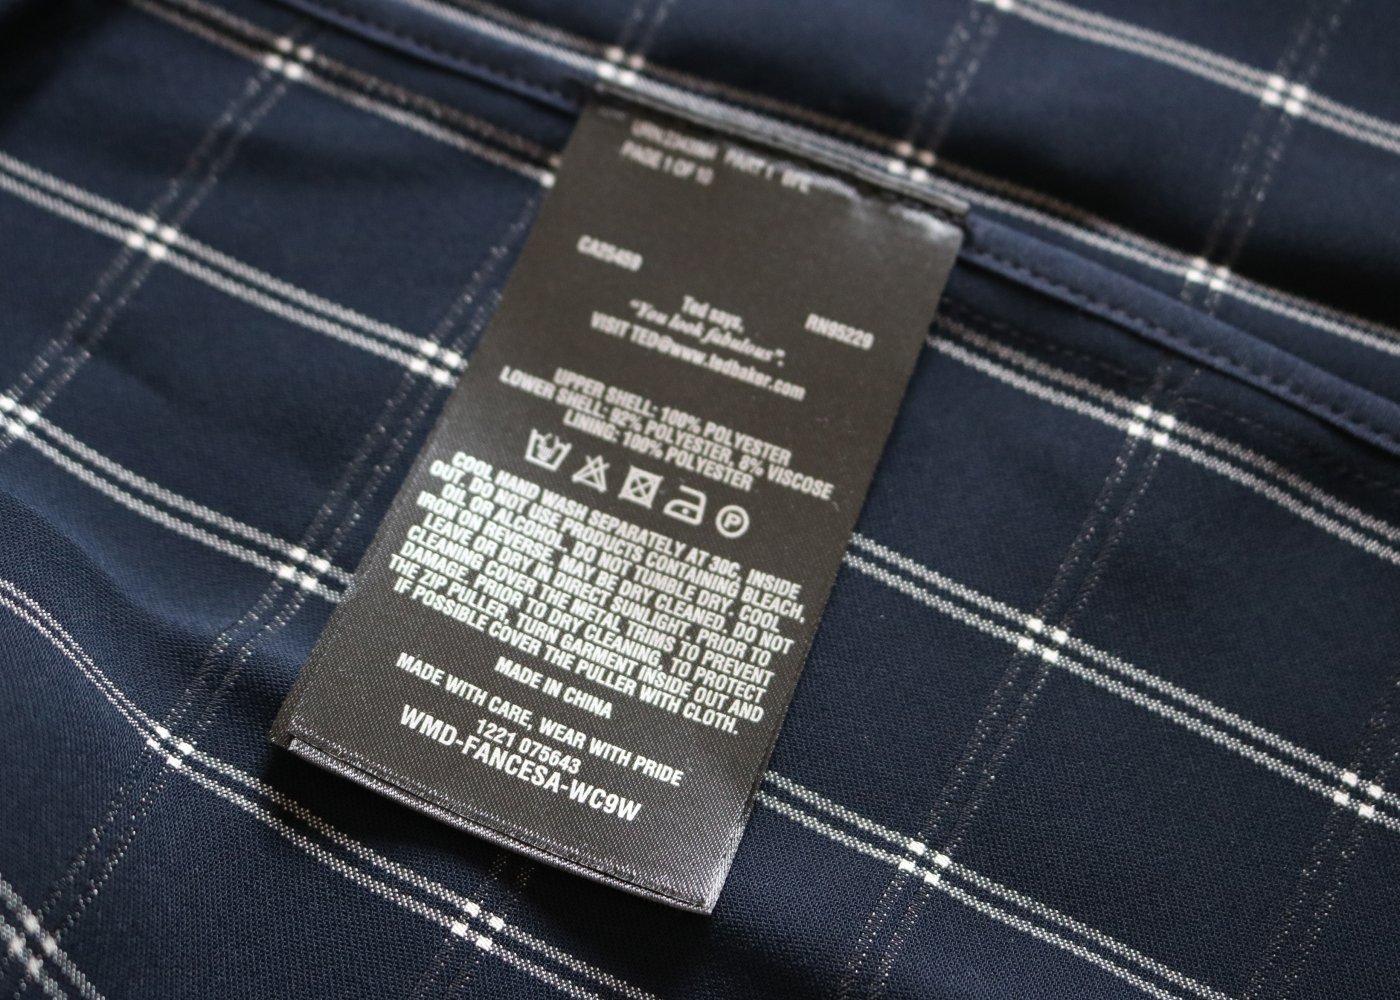 PAGE 1 OF 10
CA25450
RN95229
Ted says,
"You look fabulous".
VISIT TED@www.tedbaker.com
UPPER SHELL: 100% POLYESTER
LOWER SHELL: 92% POLYESTER, 8% VISCOSE
LINING: 100% POLYESTER
P
COOL HAND WASH SEPARATELY AT 30C, INSIDE
OUT. DO NOT USE PRODUCTS CONTAINING BLEACH,
OIL OR ALCOHOL. DO NOT TUMBLE DRY. COOL
IRON ON REVERSE. MAY BE DRY CLEANED. DO NOT
LEAVE OR DRY IN DIRECT SUNLIGHT. PRIOR TO
CLEANING COVER THE METAL TRIMS TO PREVENT
DAMAGE. PRIOR TO DRY CLEANING, TO PROTECT
THE ZIP PULLER, TURN GARMENT INSIDE OUT AND
IF POSSIBLE COVER THE PULLER WITH CLOTH.
MADE IN CHINA
MADE WITH CARE, WEAR WITH PRIDE
1221 075643
WMD-FANCESA-WC9W